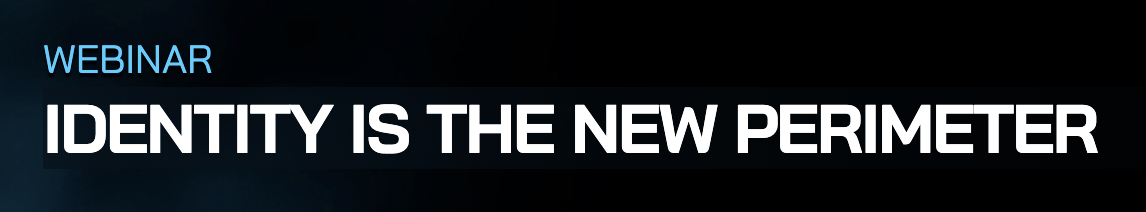 WEBINAR
IDENTITY IS THE NEW PERIMETER